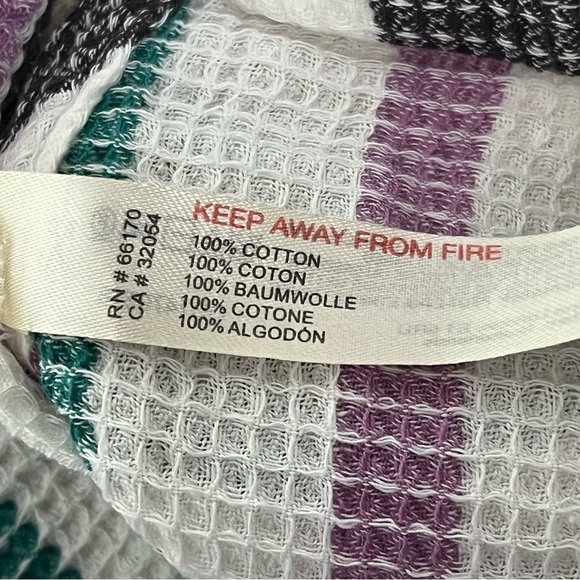 RN # 66170
CA # 32054
KEEP AWAY FROM FIRE
100% COTTON
100% COTON
100% BAUMWOLLE
100% COTONE
100% ALGODÓN